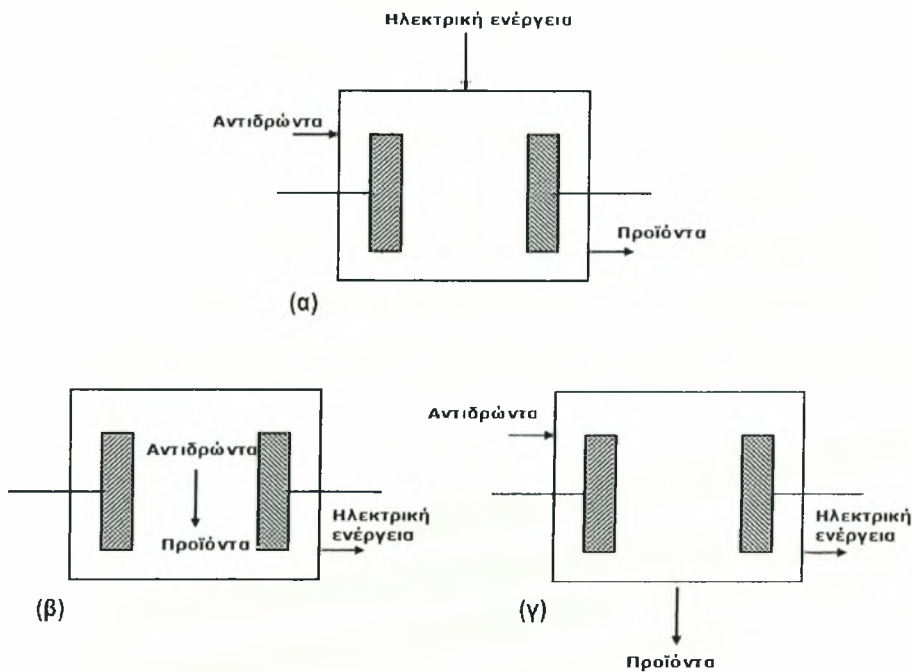 Ηλεκτρική ενέργεια
Αντιδρώντα
Προϊόντα
(α)
Αντιδρώντα
Προϊόντα
Ηλεκτρική
ενέργεια
(β)
Αντιδρώντα
Ηλεκτρική
ενέργεια
(γ)
Προϊόντα